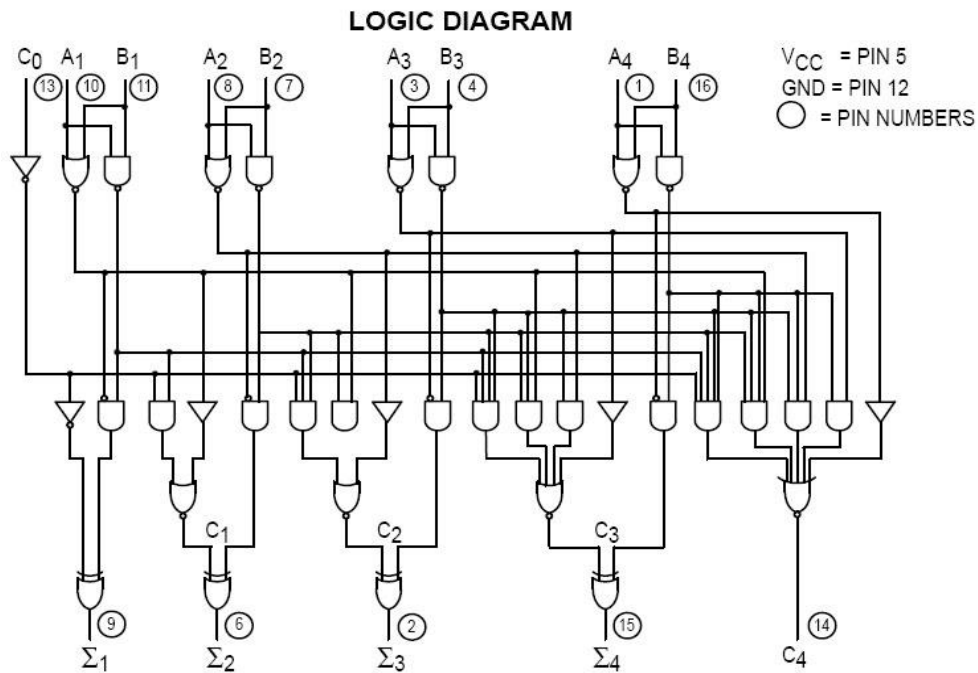 LOGIC DIAGRAM
C0 A1 B1 A2 B2 A3 B3 A4 B4
13 10 11 8 7 3 4 1 16
VCC = PIN 5
GND = PIN 12
= PIN NUMBERS
C1 C2 C3
9 6 2 15 14
Σ1 Σ2 Σ3 Σ4 C4